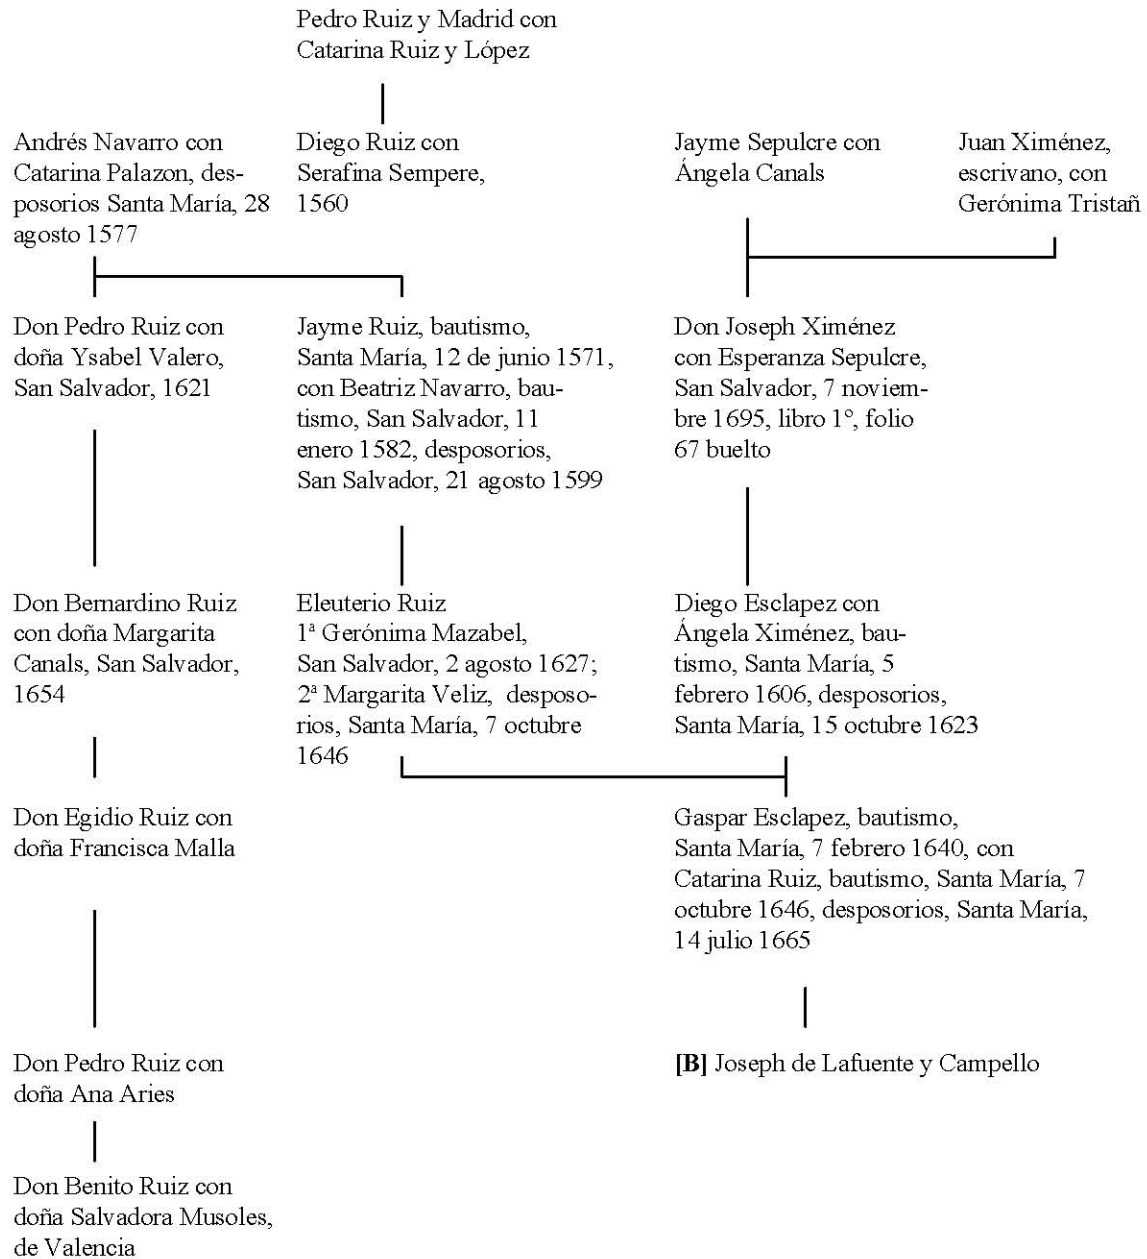 Pedro Ruiz y Madrid con
Catarina Ruiz y López
Andrés Navarro con
Catarina Palazon, des-
posorios Santa María, 28
agosto 1577
Diego Ruiz con
Serafina Sempere,
1560
Jayme Sepulcre con
Ángela Canals
Juan Ximénez,
escrivano, con
Gerónima Tristañ
Don Pedro Ruiz con
doña Ysabel Valero,
San Salvador, 1621
Jayme Ruiz, bautismo,
Santa María, 12 de junio 1571,
con Beatriz Navarro, bau-
tismo, San Salvador, 11
enero 1582, desposorios,
San Salvador, 21 agosto 1599
Don Joseph Ximénez
con Esperanza Sepulcre,
San Salvador, 7 noviem-
bre 1695, libro 1°, folio
67 buelto
Don Bernardino Ruiz
con doña Margarita
Canals, San Salvador,
1654
Eleuterio Ruiz
1ª Gerónima Mazabel,
San Salvador, 2 agosto 1627;
2ª Margarita Veliz, desposo-
rios, Santa María, 7 octubre
1646
Diego Esclapez con
Ángela Ximénez, bau-
tismo, Santa María, 5
febrero 1606, desposorios,
Santa María, 15 octubre 1623
Don Egidio Ruiz con
doña Francisca Malla
Gaspar Esclapez, bautismo,
Santa María, 7 febrero 1640, con
Catarina Ruiz, bautismo, Santa María, 7
octubre 1646, desposorios, Santa María,
14 julio 1665
Don Pedro Ruiz con
doña Ana Aries
[B] Joseph de Lafuente y Campello
Don Benito Ruiz con
doña Salvadora Musoles,
de Valencia